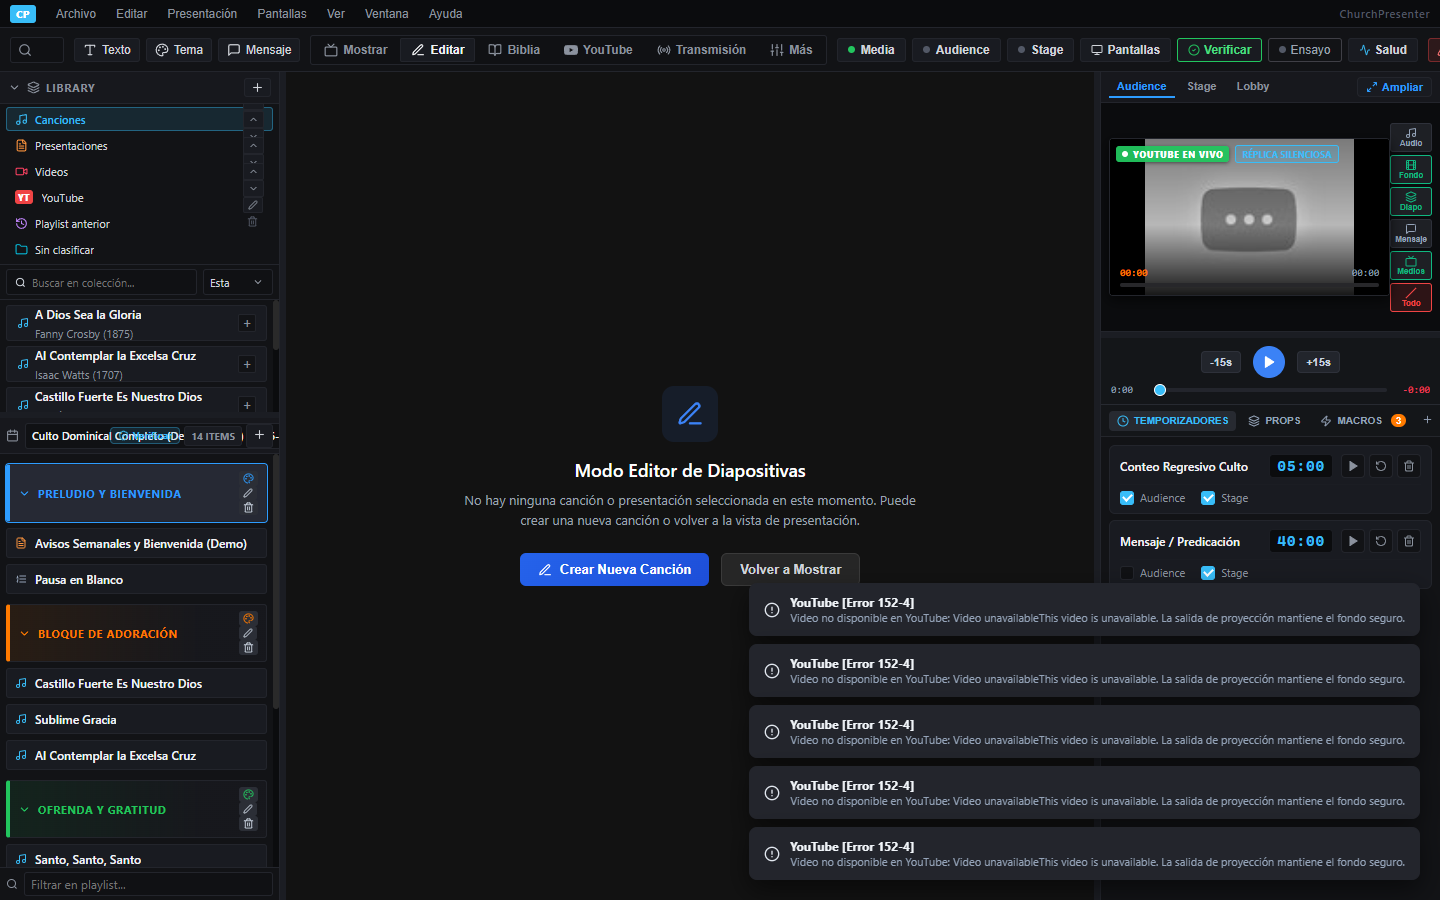 CP Archivo Editar Presentación Pantallas Ver Ventana Ayuda ChurchPresenter
Texto Tema Mensaje Mostrar Editar Biblia YouTube Transmisión Más Media Audience Stage Pantallas Verificar Ensayo Salud
LIBRARY
Canciones
Presentaciones
Videos
YT YouTube
Playlist anterior
Sin clasificar
Buscar en colección... Esta
A Dios Sea la Gloria
Fanny Crosby (1875)
Al Contemplar la Excelsa Cruz
Isaac Watts (1707)
Castillo Fuerte Es Nuestro Dios
Culto Dominical Completo (De 14 ITEMS
PRELUDIO Y BIENVENIDA
Avisos Semanales y Bienvenida (Demo)
Pausa en Blanco
BLOQUE DE ADORACIÓN
Castillo Fuerte Es Nuestro Dios
Sublime Gracia
Al Contemplar la Excelsa Cruz
OFRENDA Y GRATITUD
Santo, Santo, Santo
Filtrar en playlist...
Modo Editor de Diapositivas
No hay ninguna canción o presentación seleccionada en este momento. Puede
crear una nueva canción o volver a la vista de presentación.
Crear Nueva Canción Volver a Mostrar
Audience Stage Lobby Ampliar
YOUTUBE EN VIVO RÉPLICA SILENCIOSA
00:00 00:00
Audio
Fondo
Diapo
Mensaje
Medios
Todo
-15s +15s
0:00 -0:00
TEMPORIZADORES PROPS MACROS 3
Conteo Regresivo Culto 05:00
Audience Stage
Mensaje / Predicación 40:00
Audience Stage
YouTube [Error 152-4]
Video no disponible en YouTube: Video unavailableThis video is unavailable. La salida de proyección mantiene el fondo seguro.
YouTube [Error 152-4]
Video no disponible en YouTube: Video unavailableThis video is unavailable. La salida de proyección mantiene el fondo seguro.
YouTube [Error 152-4]
Video no disponible en YouTube: Video unavailableThis video is unavailable. La salida de proyección mantiene el fondo seguro.
YouTube [Error 152-4]
Video no disponible en YouTube: Video unavailableThis video is unavailable. La salida de proyección mantiene el fondo seguro.
YouTube [Error 152-4]
Video no disponible en YouTube: Video unavailableThis video is unavailable. La salida de proyección mantiene el fondo seguro.